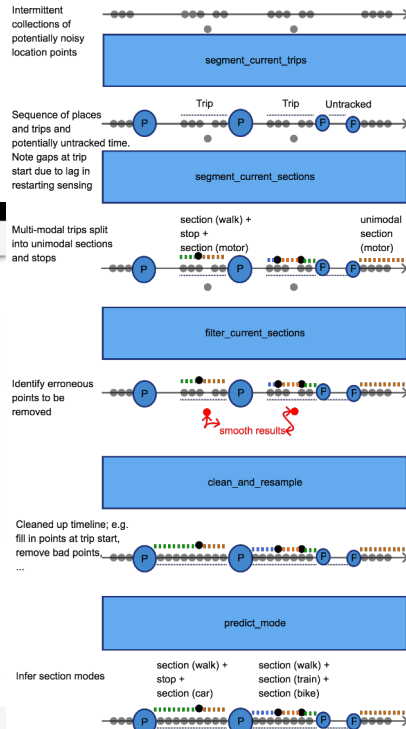 Intermittent
collections of
potentially noisy
location points
segment_current_trips
Trip
Trip
Untracked
Sequence of places
and trips and
potentially untracked time.
Note gaps at trip
start due to lag in
restarting sensing
P
P
F
F
segment_current_sections
Multi-modal trips split
into unimodal sections
and stops
section (walk) +
stop +
section (motor)
unimodal
section
(motor)
P
P
F
F
filter_current_sections
Identify erroneous
points to be
removed
P
P
F
F
smooth results
clean_and_resample
Cleaned up timeline; e.g.
fill in points at trip start,
remove bad points,
...
P
P
F
F
predict_mode
Infer section modes
section (walk) +
stop +
section (car)
section (walk) +
section (train) +
section (bike)
P
P
F
F